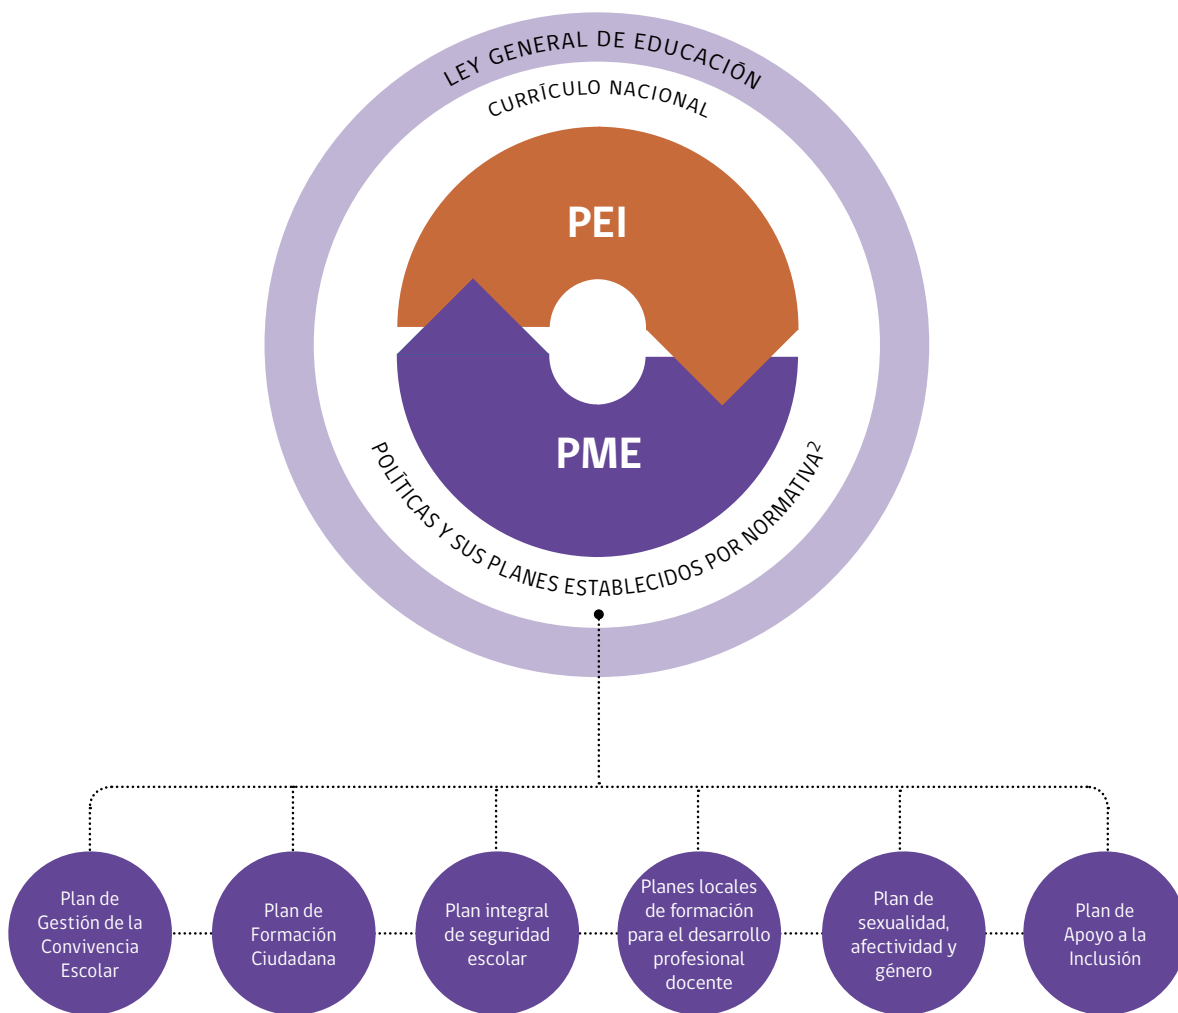 LEY GENERAL DE EDUCACIÓN
CURRÍCULO NACIONAL
PEI
PME
POLÍTICAS Y SUS PLANES ESTABLECIDOS POR NORMATIVA²
Plan de
Gestión de la
Convivencia
Escolar
Plan de
Formación
Ciudadana
Plan integral
de seguridad
escolar
Planes locales
de formación
para el desarrollo
profesional
docente
Plan de
sexualidad,
afectividad y
género
Plan de
Apoyo a la
Inclusión